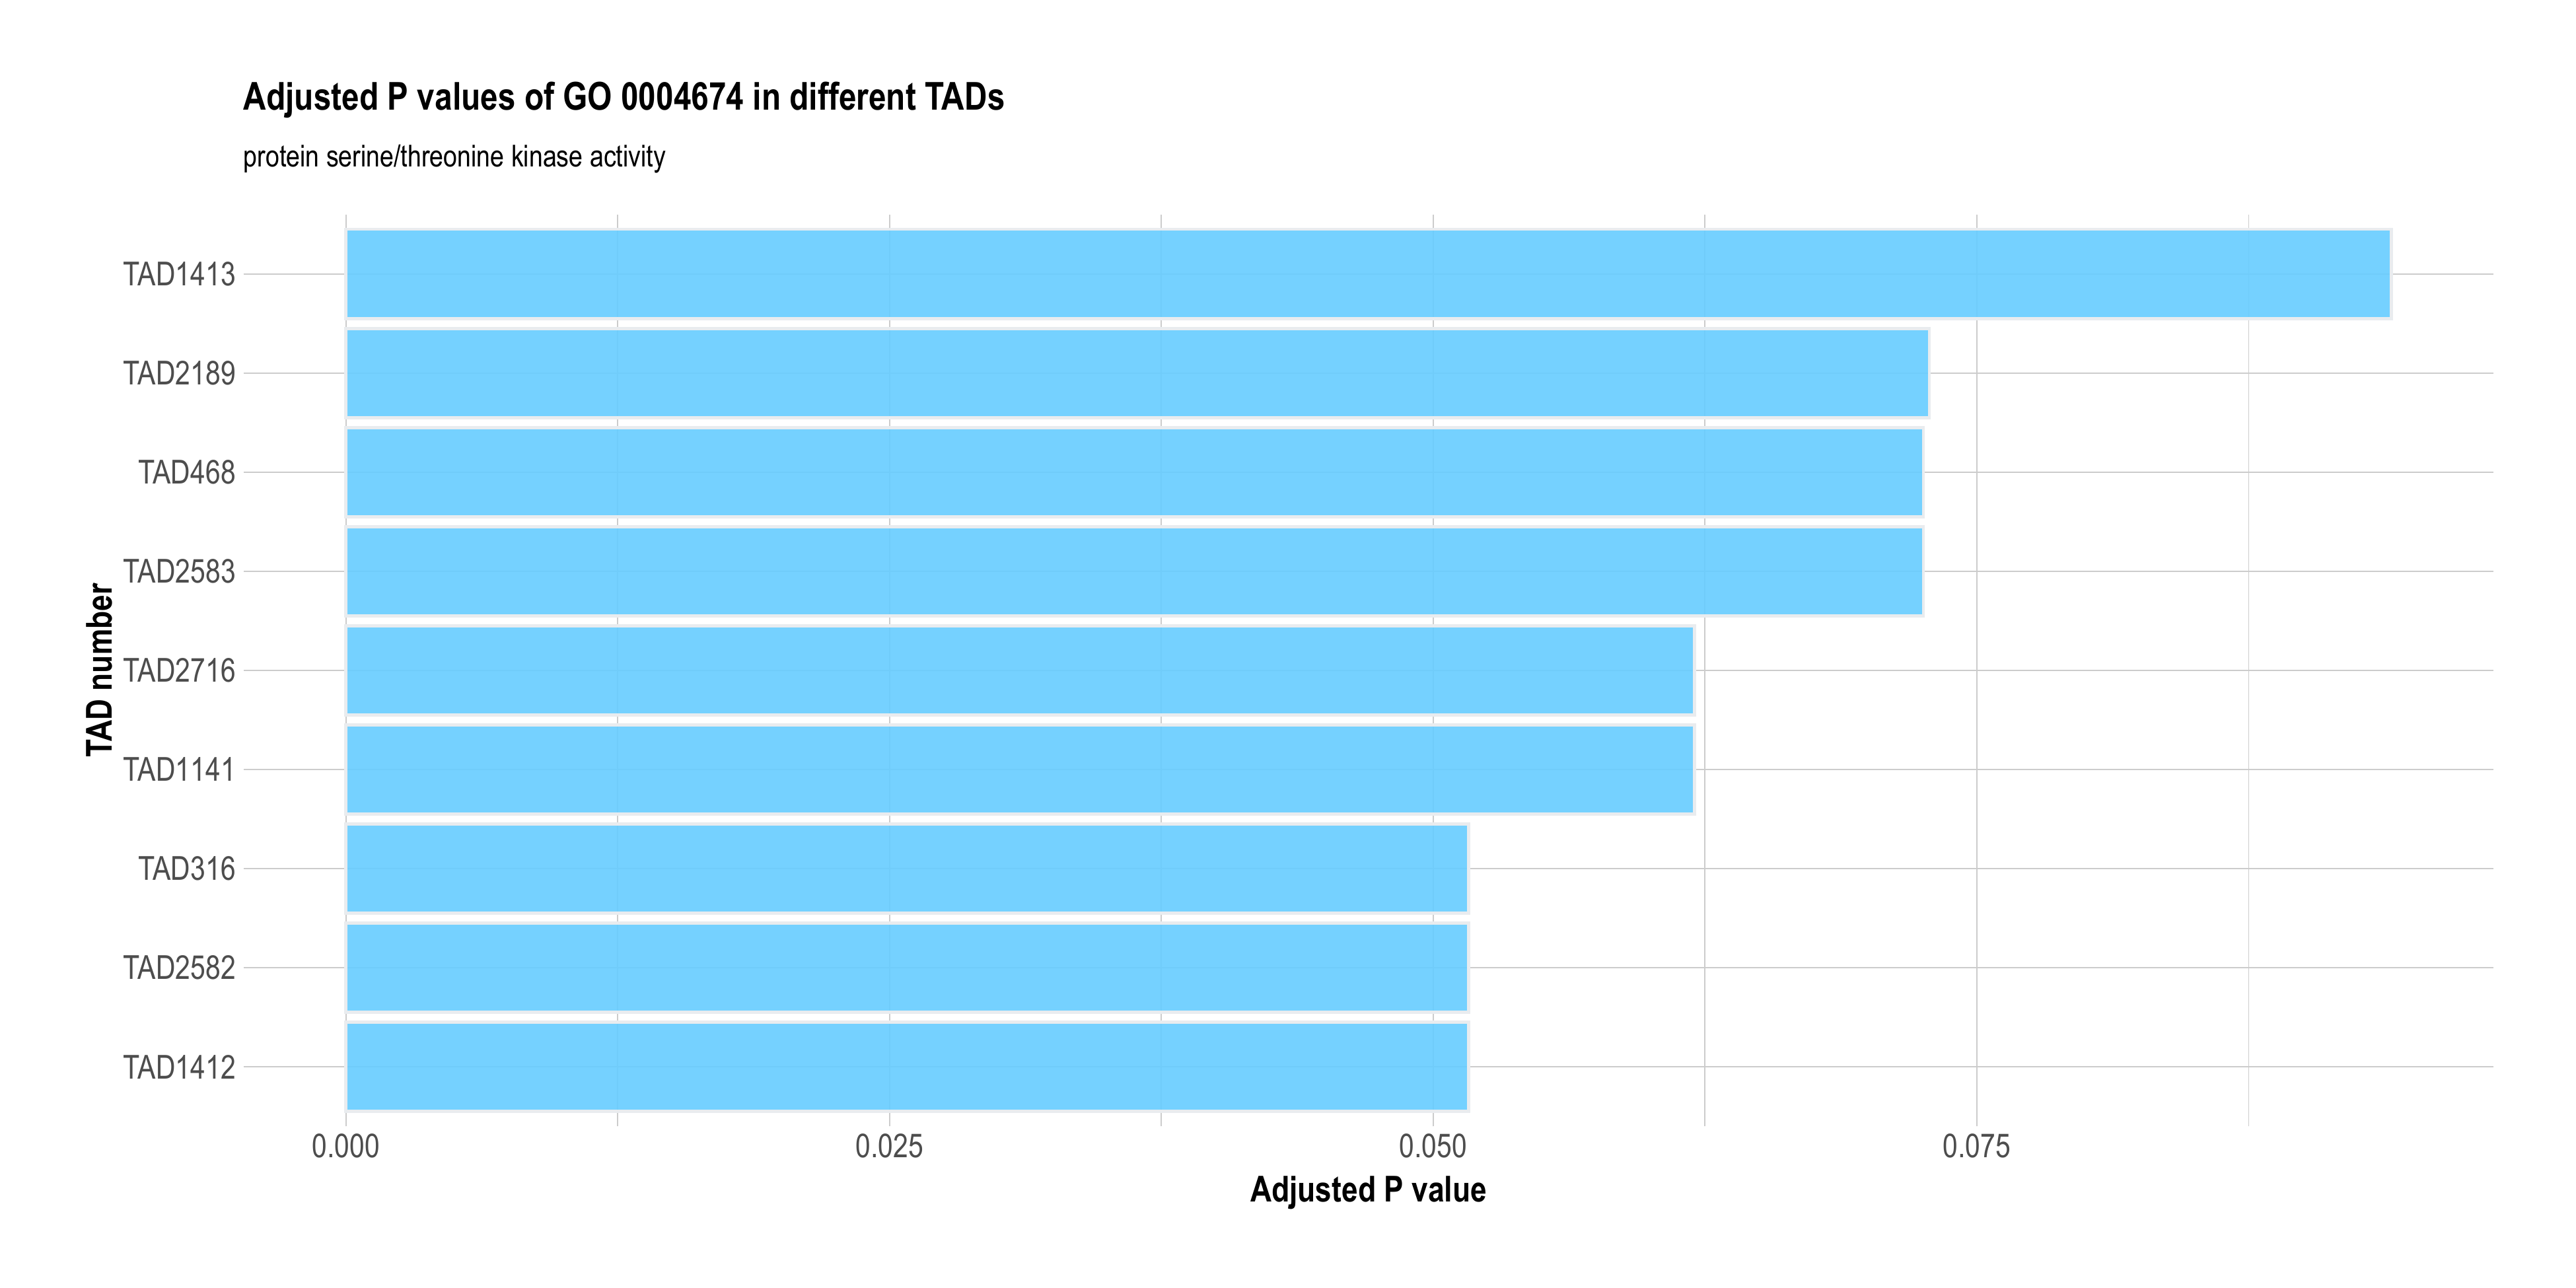 Adjusted P values of GO 0004674 in different TADs
protein serine/threonine kinase activity
TAD1413
TAD2189
TAD468
TAD2583
TAD2716
TAD1141
TAD316
TAD2582
TAD1412
TAD number
0.000 0.025 0.050 0.075
Adjusted P value